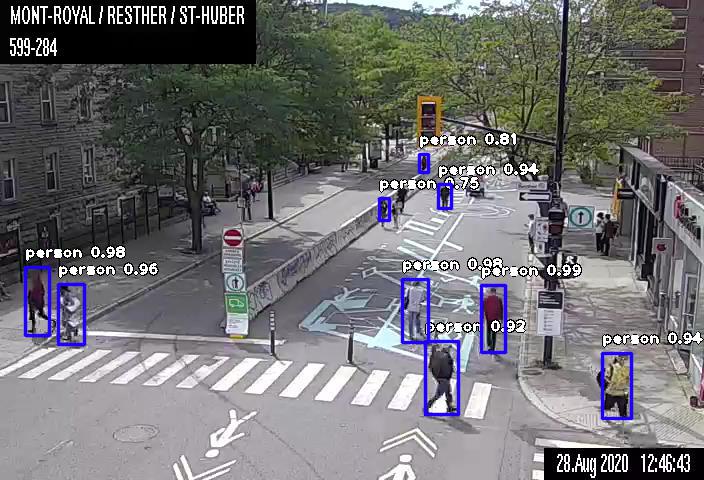 MONT-ROYAL / RESTHER / ST-HUBER
599-284
person 0.81
person 0.94
person 0.75
person 0.98
person 0.96
person 0.98
person 0.99
person 0.92
person 0.94
28.Aug 2020 12:46:43